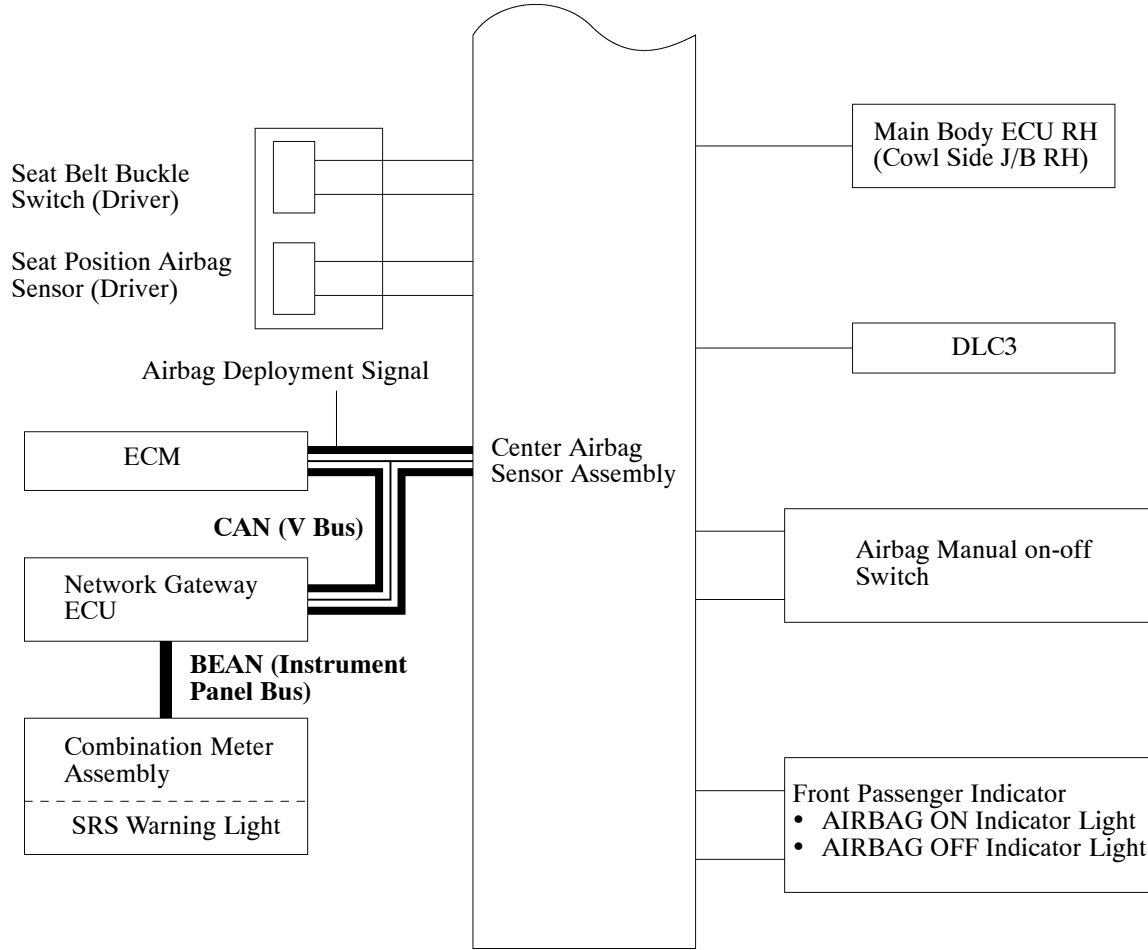 Seat Belt Buckle
Switch (Driver)
Seat Position Airbag
Sensor (Driver)
Airbag Deployment Signal
ECM
CAN (V Bus)
Network Gateway
ECU
BEAN (Instrument
Panel Bus)
Combination Meter
Assembly
SRS Warning Light
Center Airbag
Sensor Assembly
Main Body ECU RH
(Cowl Side J/B RH)
DLC3
Airbag Manual on-off
Switch
Front Passenger Indicator
• AIRBAG ON Indicator Light
• AIRBAG OFF Indicator Light